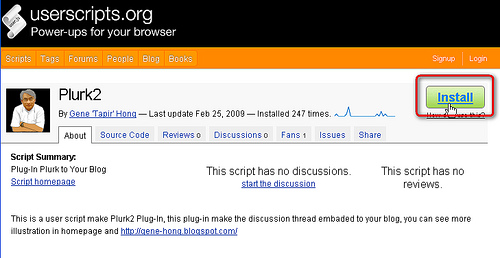 userscripts.org
Power-ups for your browser
Scripts Tags Forums People Blog Books Signup Login
Plurk2
By Gene 'Tapir' Hong — Last update Feb 25, 2009 — Installed 247 times.
Install
About Source Code Reviews 0 Discussions 0 Fans 1 Issues Share
Script Summary:
Plug-In Plurk to Your Blog
Script homepage
This script has no discussions.
start the discussion
This script has no reviews.
This is a user script make Plurk2 Plug-In, this plug-in make the discussion thread embaded to your blog, you can see more
illustration in homepage and http://gene-hong.blogspot.com/